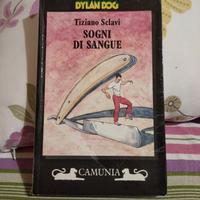 DYLAN DOG
Tiziano Sclavi
SOGNI
DI SANGUE
CAMUNIA